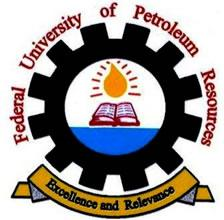 Federal University of Petroleum Resources
Excellence and Relevance